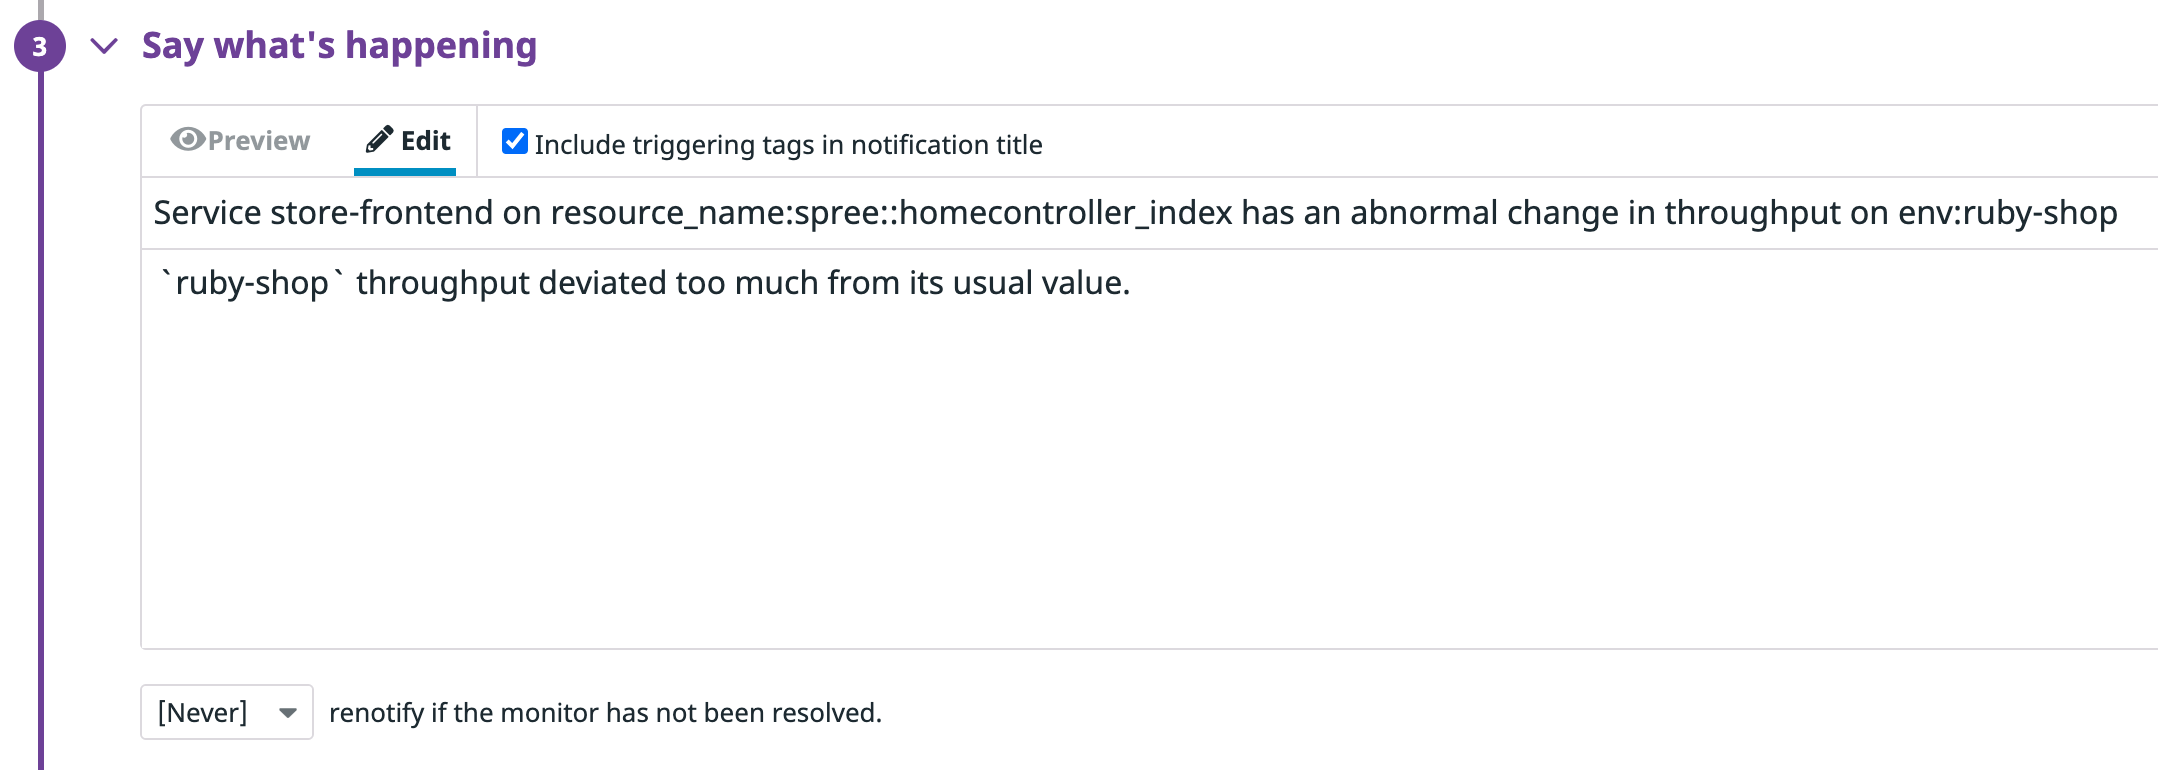 3 Say what's happening
Preview Edit Include triggering tags in notification title
Service store-frontend on resource_name:spree::homecontroller_index has an abnormal change in throughput on env:ruby-shop
`ruby-shop` throughput deviated too much from its usual value.
[Never] renotify if the monitor has not been resolved.